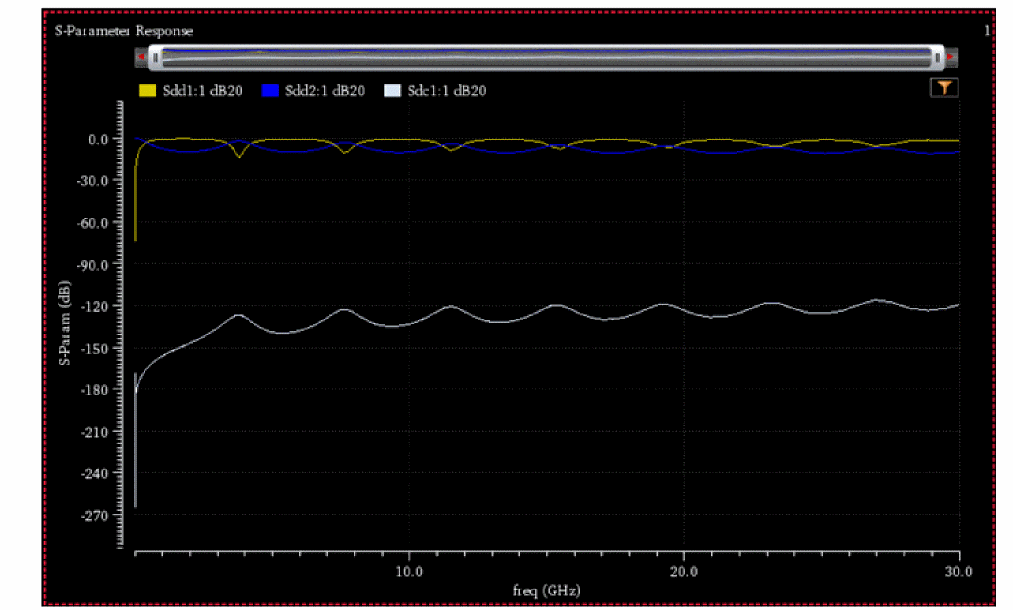 S-Parameter Response
1
Sdd1:1 dB20 Sdd2:1 dB20 Sdc1:1 dB20
0.0
-30.0
-60.0
-90.0
-120
-150
-180
-210
-240
-270
S-Param (dB)
10.0 20.0 30.0
freq (GHz)